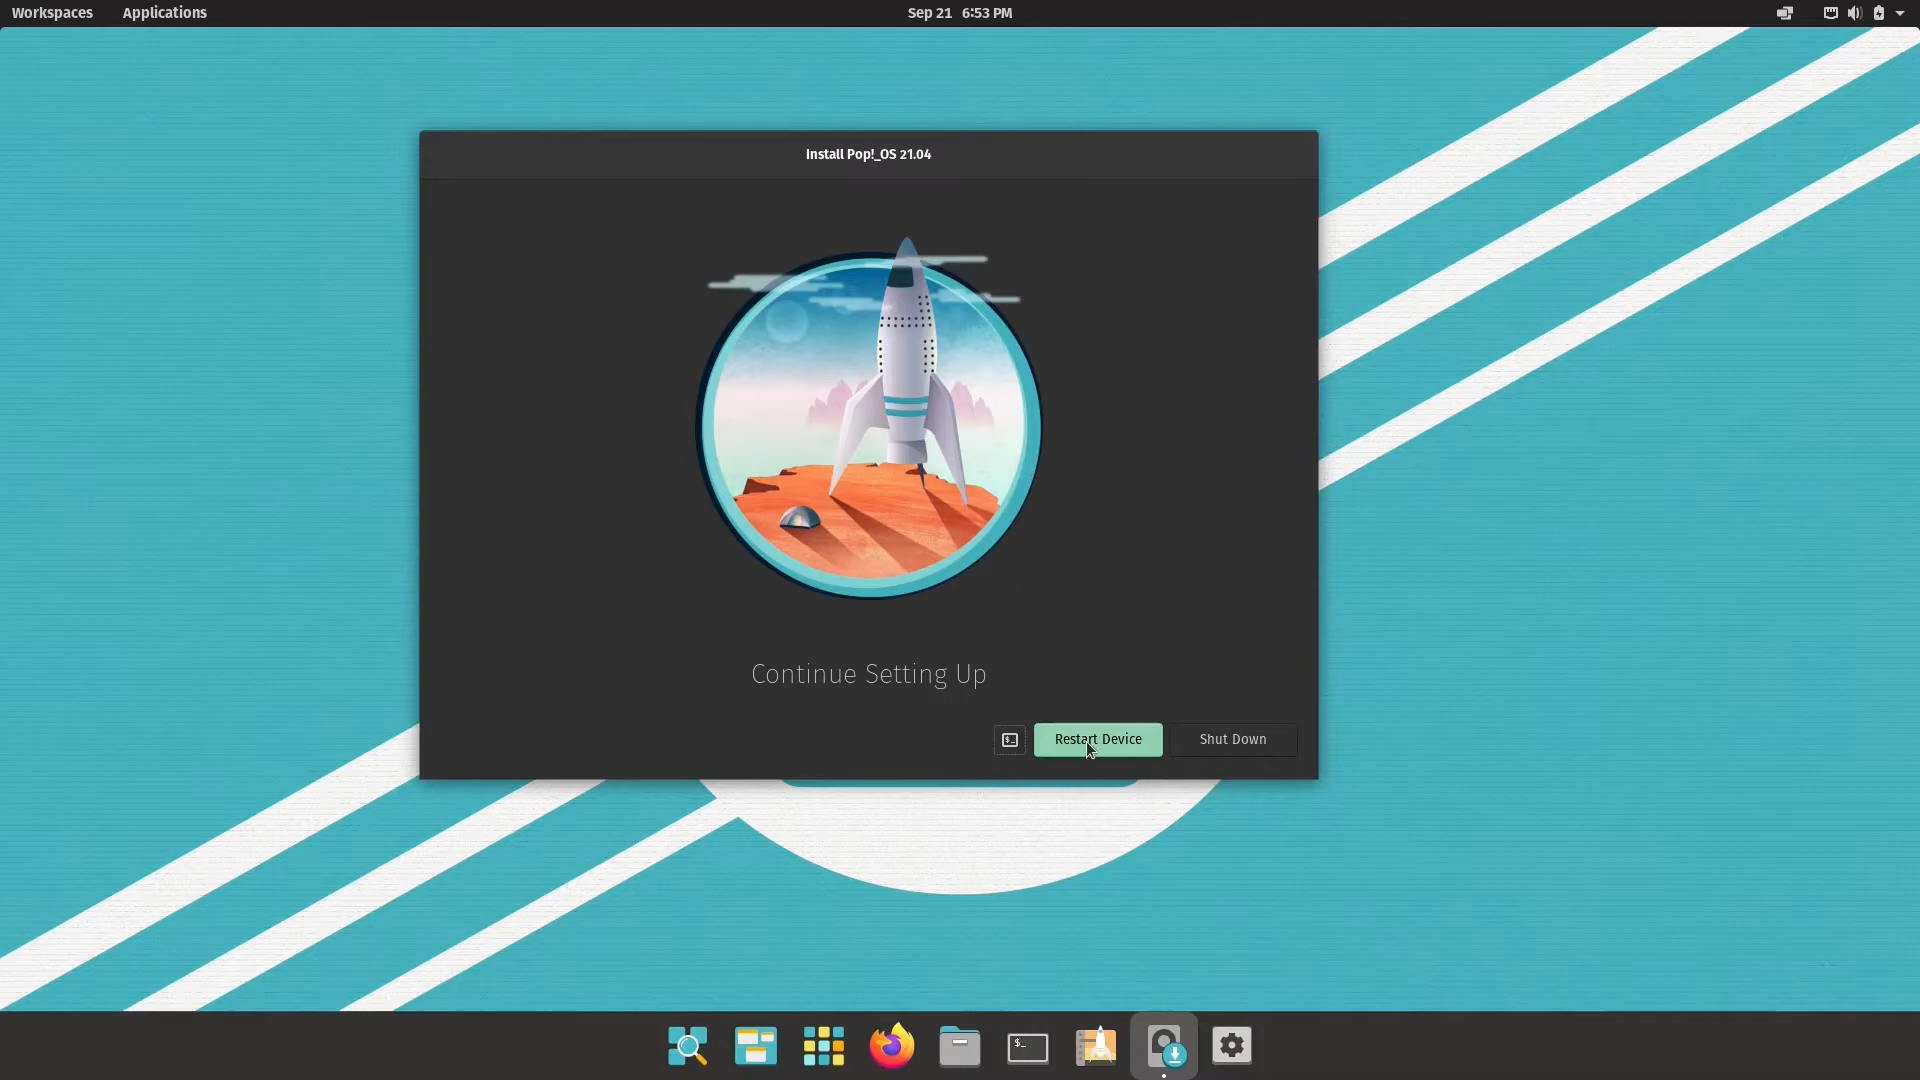 Workspaces
Applications
Sep 21 6:53 PM
Install Pop!_OS 21.04
Continue Setting Up
$_
Restart Device
Shut Down
$_